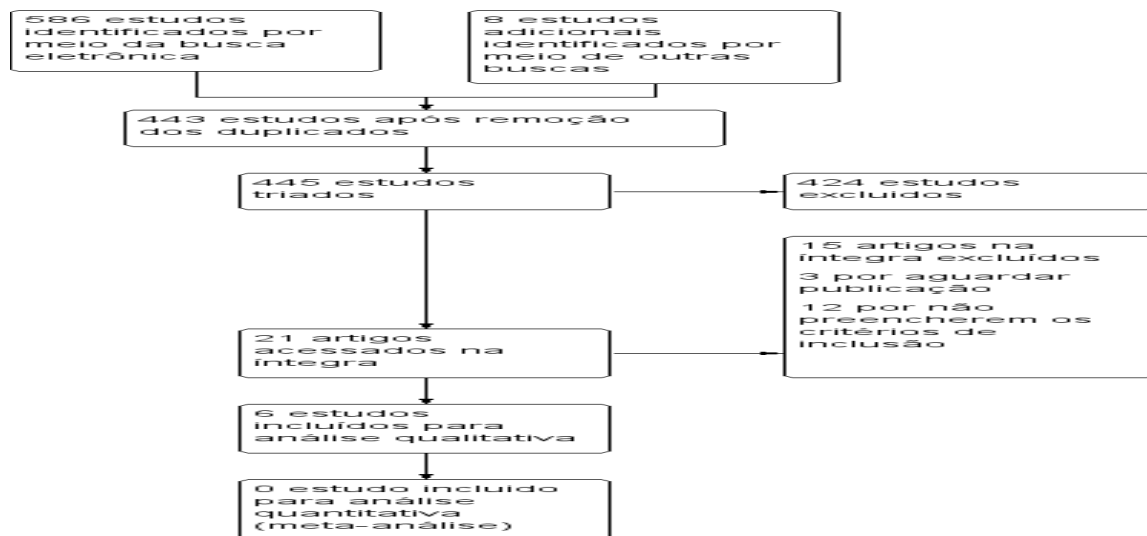 586 estudos
identificados por
meio da busca
eletrônica
8 estudos
adicionais
identificados por
meio de outras
buscas
443 estudos após remoção
dos duplicados
445 estudos
triados
424 estudos
excluídos
15 artigos na
íntegra excluídos
3 por aguardar
publicação
12 por não
preencherem os
critérios de
inclusão
21 artigos
acessados na
íntegra
6 estudos
incluídos para
análise qualitativa
0 estudo incluido
para análise
quantitativa
(meta-análise)